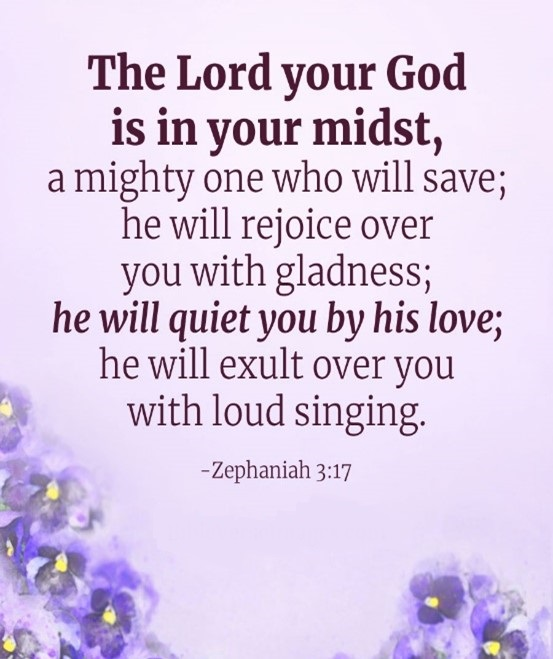 The Lord your God
is in your midst,
a mighty one who will save;
he will rejoice over
you with gladness;
he will quiet you by his love;
he will exult over you
with loud singing.
-Zephaniah 3:17